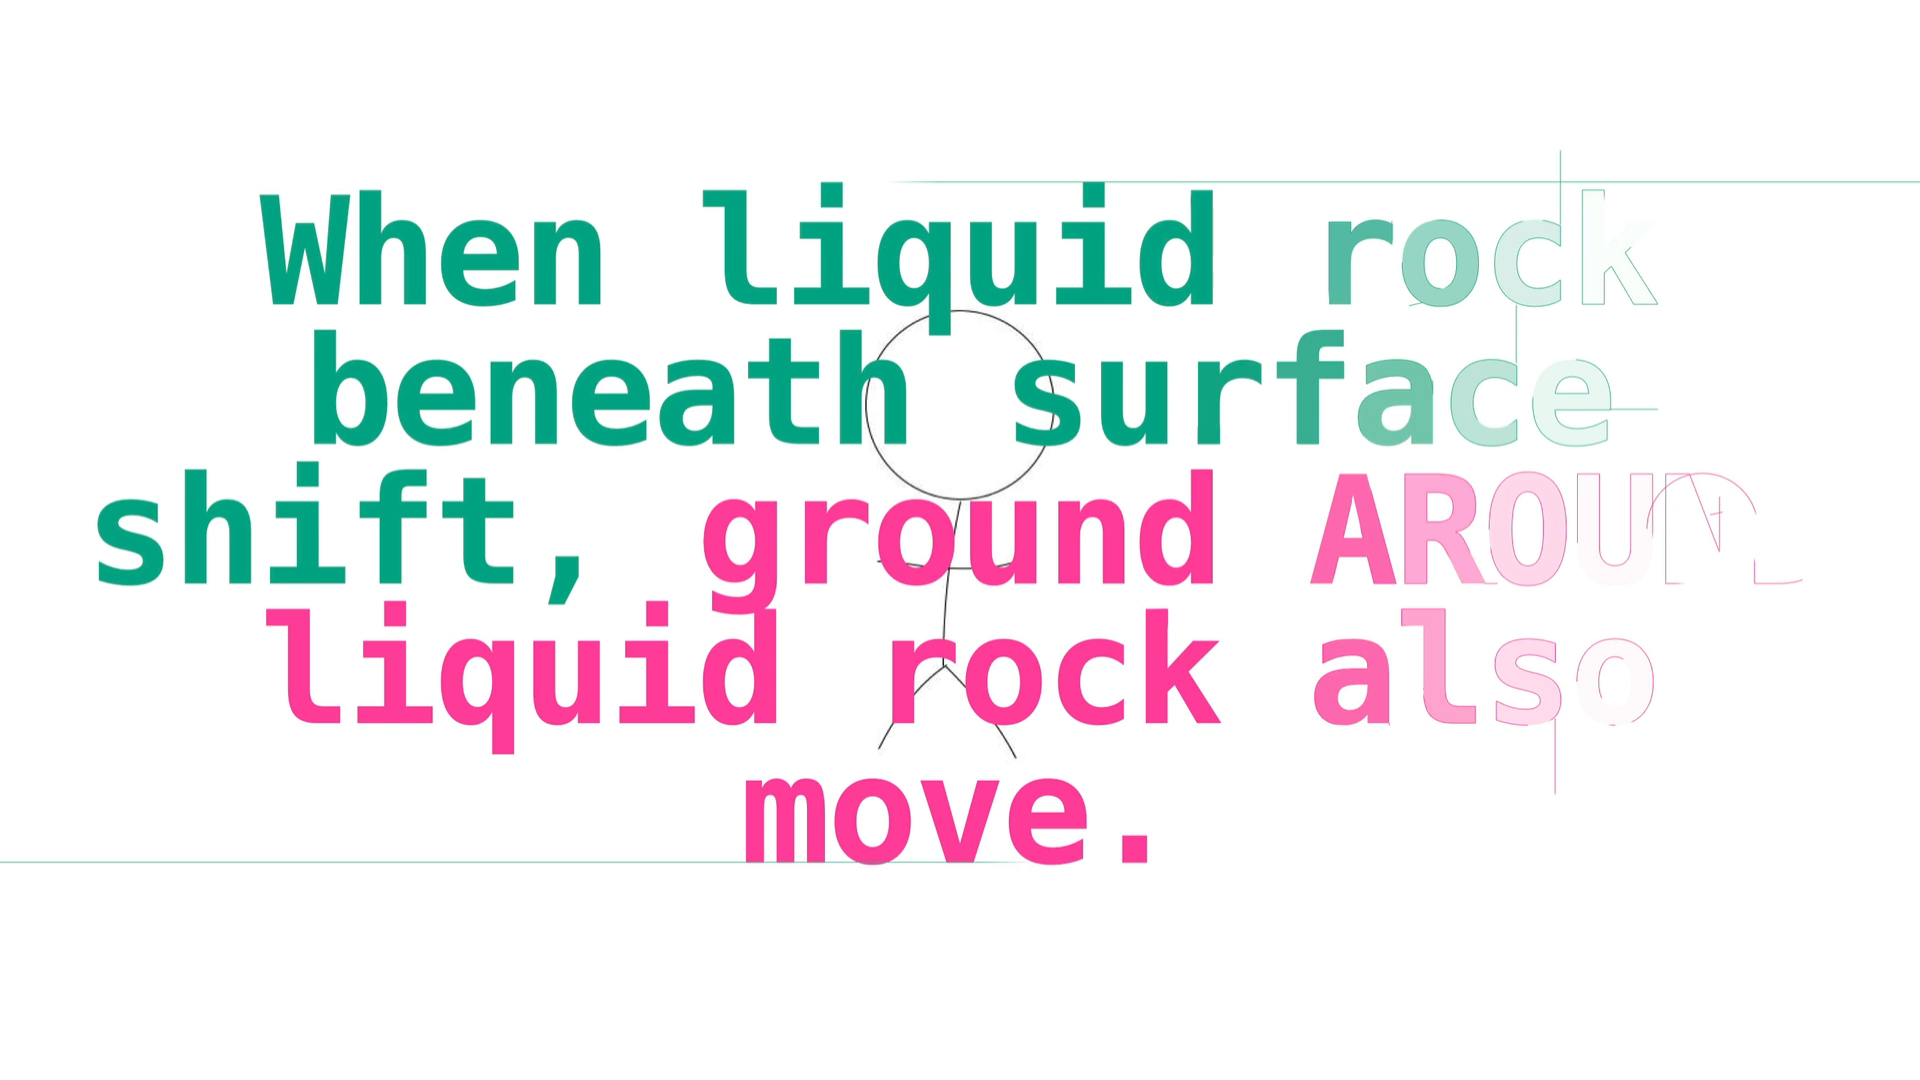 When liquid rock
beneath surface
shift, ground AROUND
liquid rock also
move.